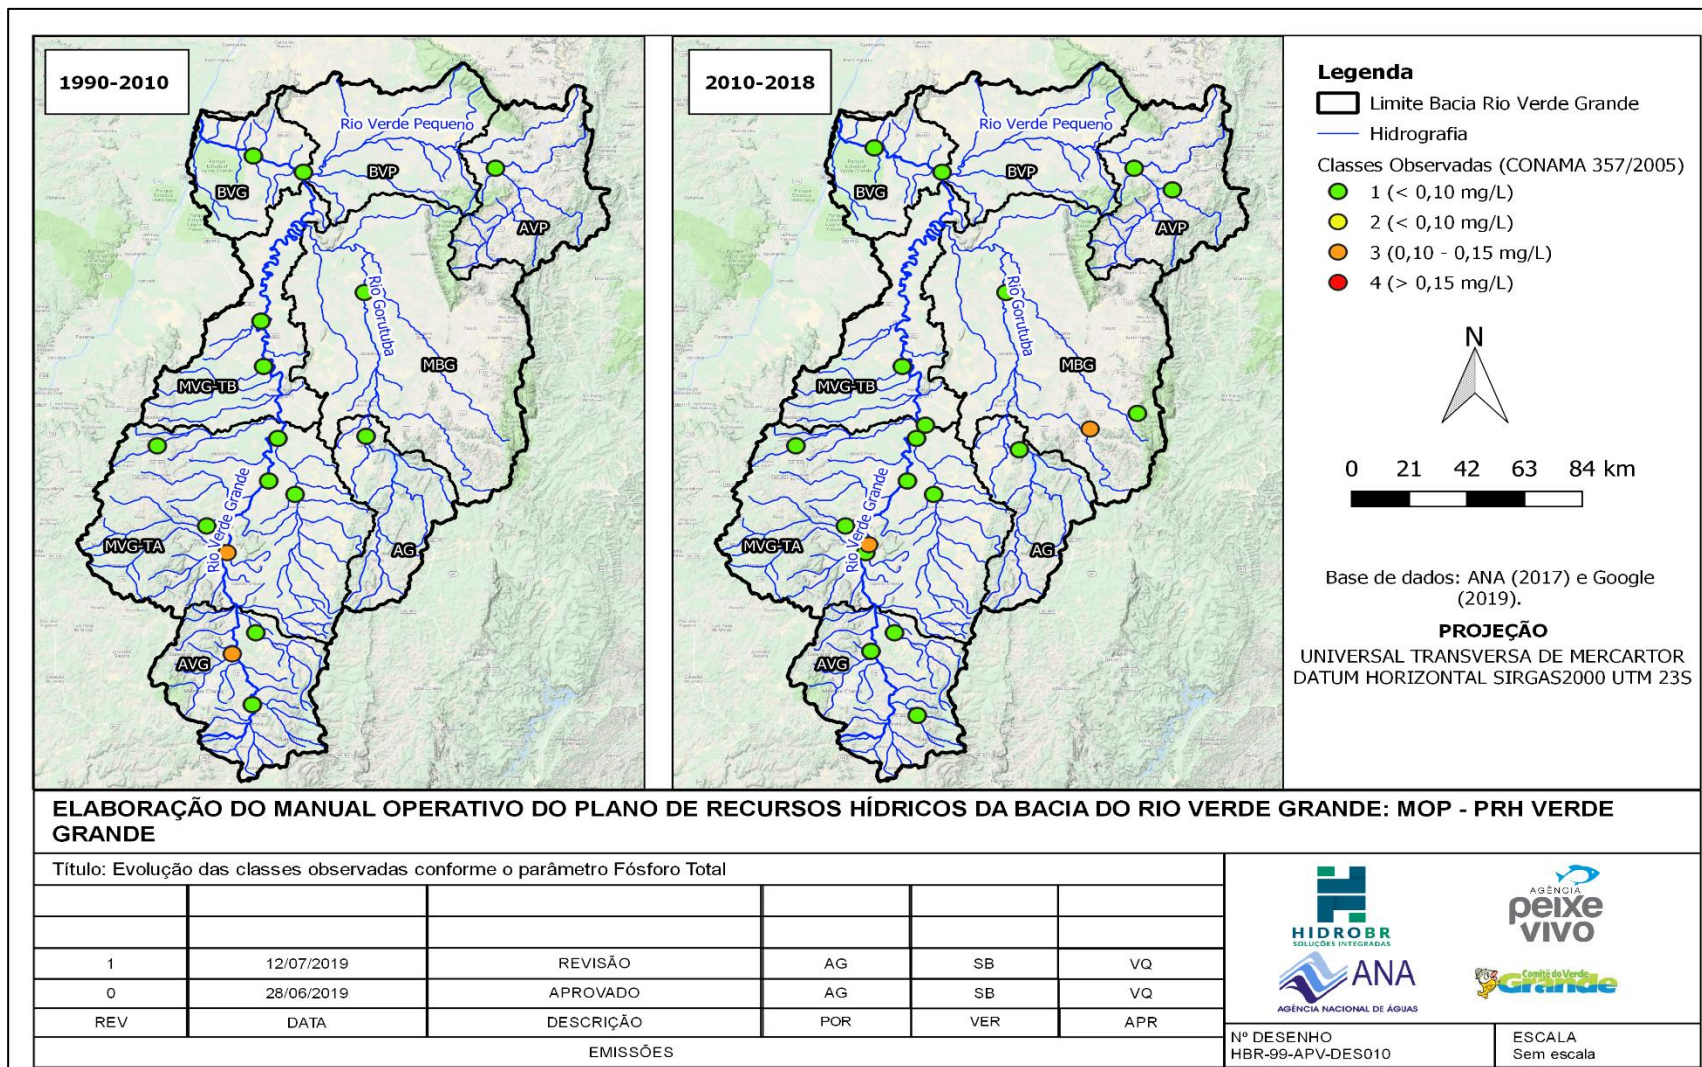 1990-2010
Rio Verde Pequeno
BVG
BVP
AVP
Rio Gorutuba
MBG
MVG-TB
Rio Verde Grande
MVG-TA
AG
AVG
2010-2018
Rio Verde Pequeno
BVG
BVP
AVP
Rio Gorutuba
MBG
MVG-TB
Rio Verde Grande
MVG-TA
AG
AVG
Legenda
Limite Bacia Rio Verde Grande
Hidrografia
Classes Observadas (CONAMA 357/2005)
1 (< 0,10 mg/L)
2 (< 0,10 mg/L)
3 (0,10 - 0,15 mg/L)
4 (> 0,15 mg/L)
N
0 21 42 63 84 km
Base de dados: ANA (2017) e Google
(2019).
PROJEÇÃO
UNIVERSAL TRANSVERSA DE MERCARTOR
DATUM HORIZONTAL SIRGAS2000 UTM 23S
ELABORAÇÃO DO MANUAL OPERATIVO DO PLANO DE RECURSOS HÍDRICOS DA BACIA DO RIO VERDE GRANDE: MOP - PRH VERDE
GRANDE
Título: Evolução das classes observadas conforme o parâmetro Fósforo Total
1 12/07/2019 REVISÃO AG SB VQ
0 28/06/2019 APROVADO AG SB VQ
REV DATA DESCRIÇÃO POR VER APR
EMISSÕES
HIDROBR
SOLUÇÕES INTEGRADAS
AGÊNCIA
peixe
vivo
ANA
AGÊNCIA NACIONAL DE ÁGUAS
Comitê do Verde
Grande
Nº DESENHO
HBR-99-APV-DES010
ESCALA
Sem escala